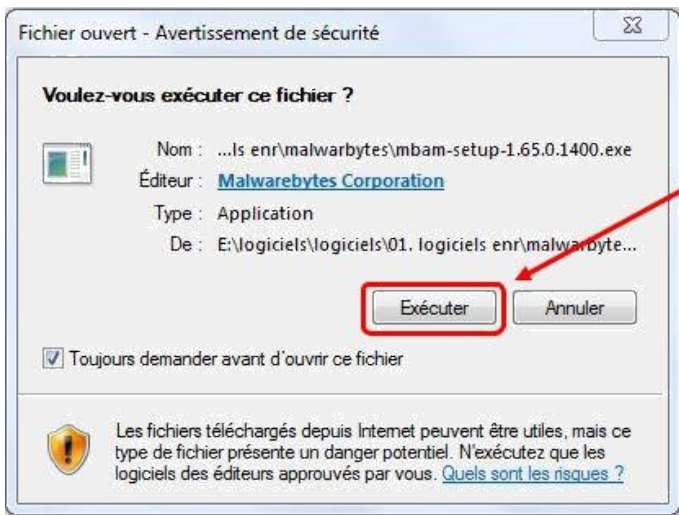 Fichier ouvert - Avertissement de sécurité
Voulez-vous exécuter ce fichier ?
Nom : ...ls enr\malwarbytes\mbam-setup-1.65.0.1400.exe
Éditeur : Malwarebytes Corporation
Type : Application
De : E:\logiciels\logiciels\01. logiciels enr\malwarbyte...
Exécuter Annuler
Toujours demander avant d'ouvrir ce fichier
Les fichiers téléchargés depuis Internet peuvent être utiles, mais ce
type de fichier présente un danger potentiel. N'exécutez que les
logiciels des éditeurs approuvés par vous. Quels sont les risques ?